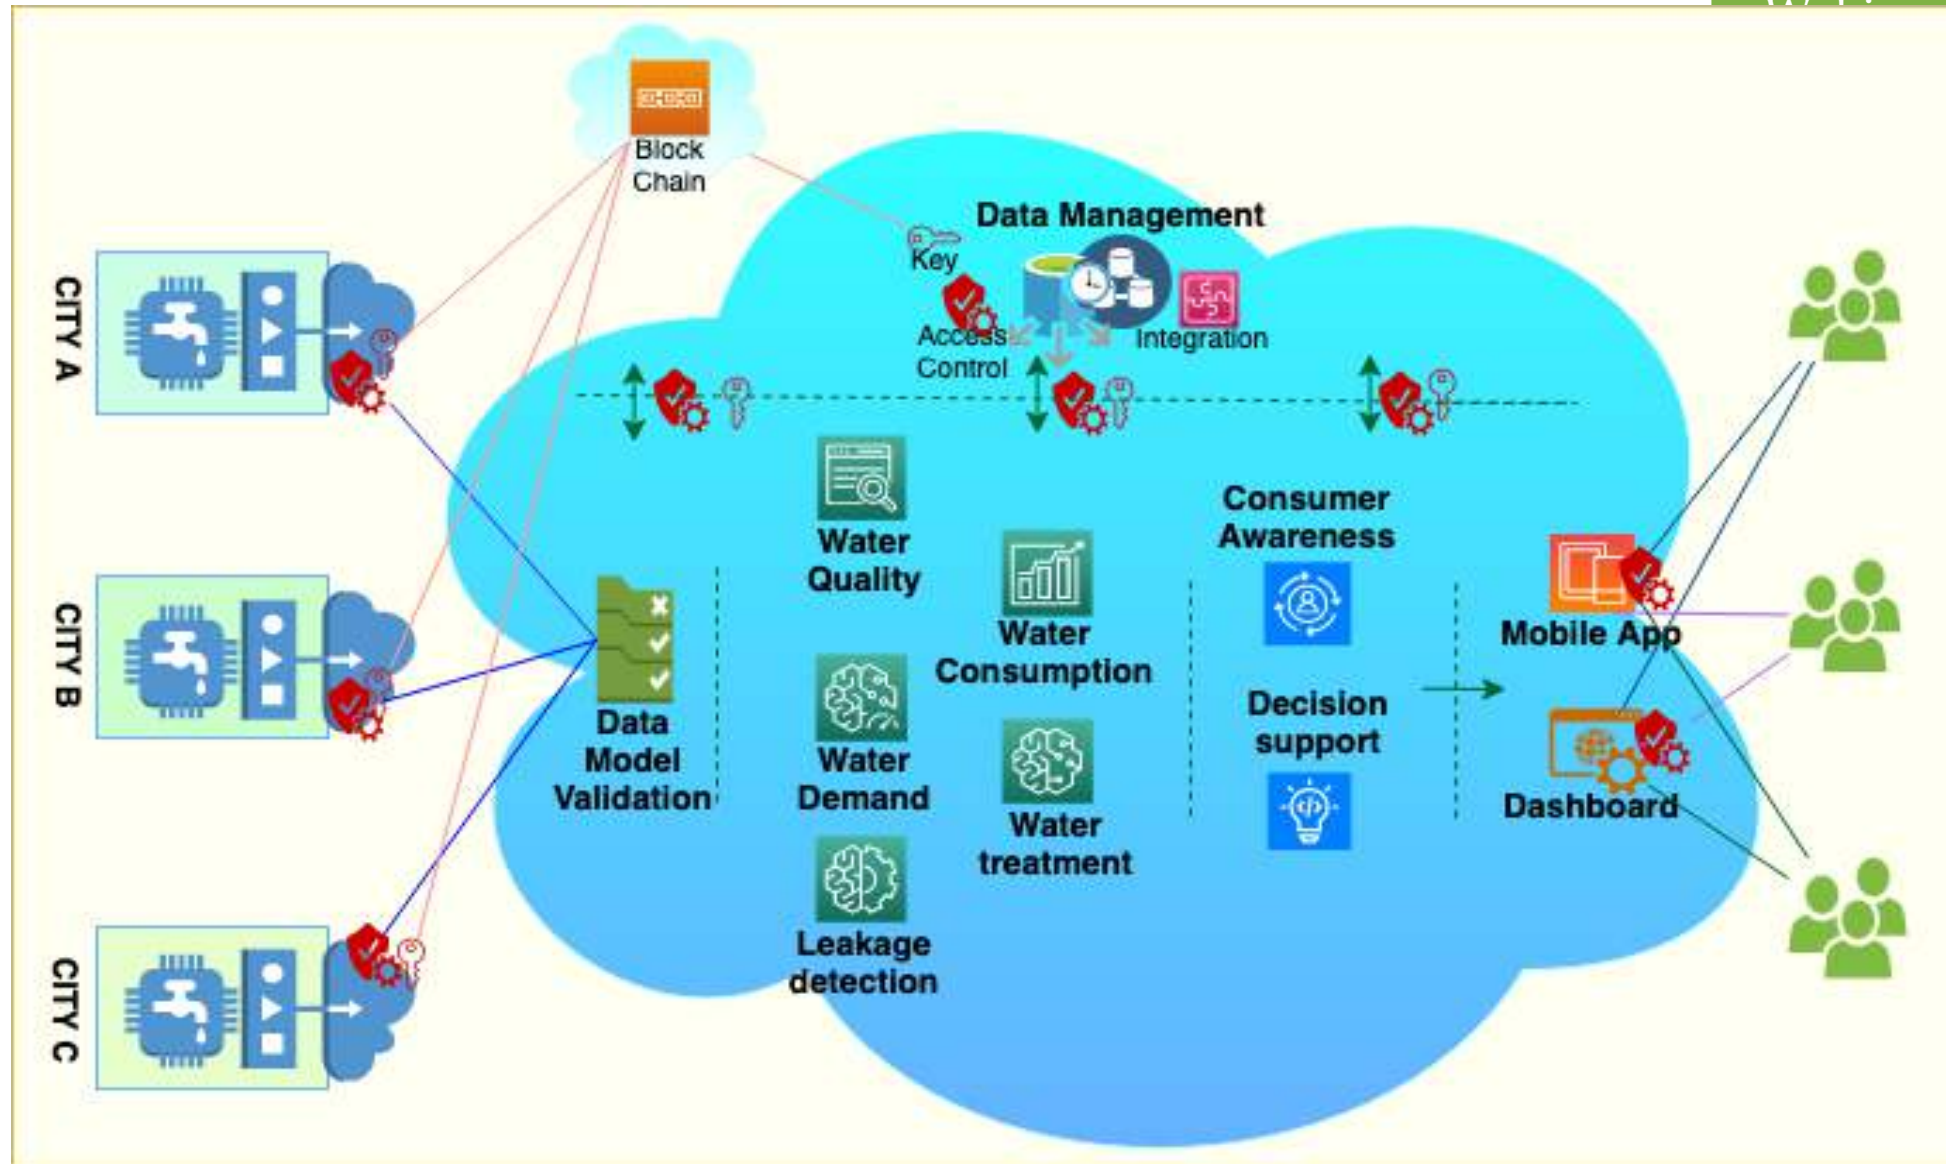 Block
Chain
Data Management
Key
Access
Control
Integration
CITY A
CITY B
CITY C
Data
Model
Validation
Water
Quality
Water
Consumption
Water
Demand
Water
treatment
Leakage
detection
Consumer
Awareness
Decision
support
Mobile App
Dashboard